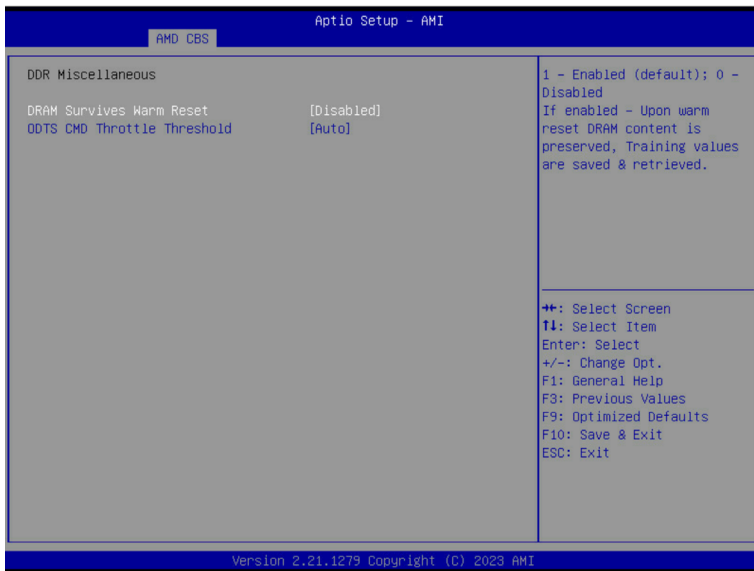 Aptio Setup – AMI
AMD CBS
DDR Miscellaneous
DRAM Survives Warm Reset [Disabled]
ODTS CMD Throttle Threshold [Auto]
1 – Enabled (default); 0 –
Disabled
If enabled – Upon warm
reset DRAM content is
preserved, Training values
are saved & retrieved.
→←: Select Screen
↑↓: Select Item
Enter: Select
+/-: Change Opt.
F1: General Help
F3: Previous Values
F9: Optimized Defaults
F10: Save & Exit
ESC: Exit
Version 2.21.1279 Copyright (C) 2023 AMI